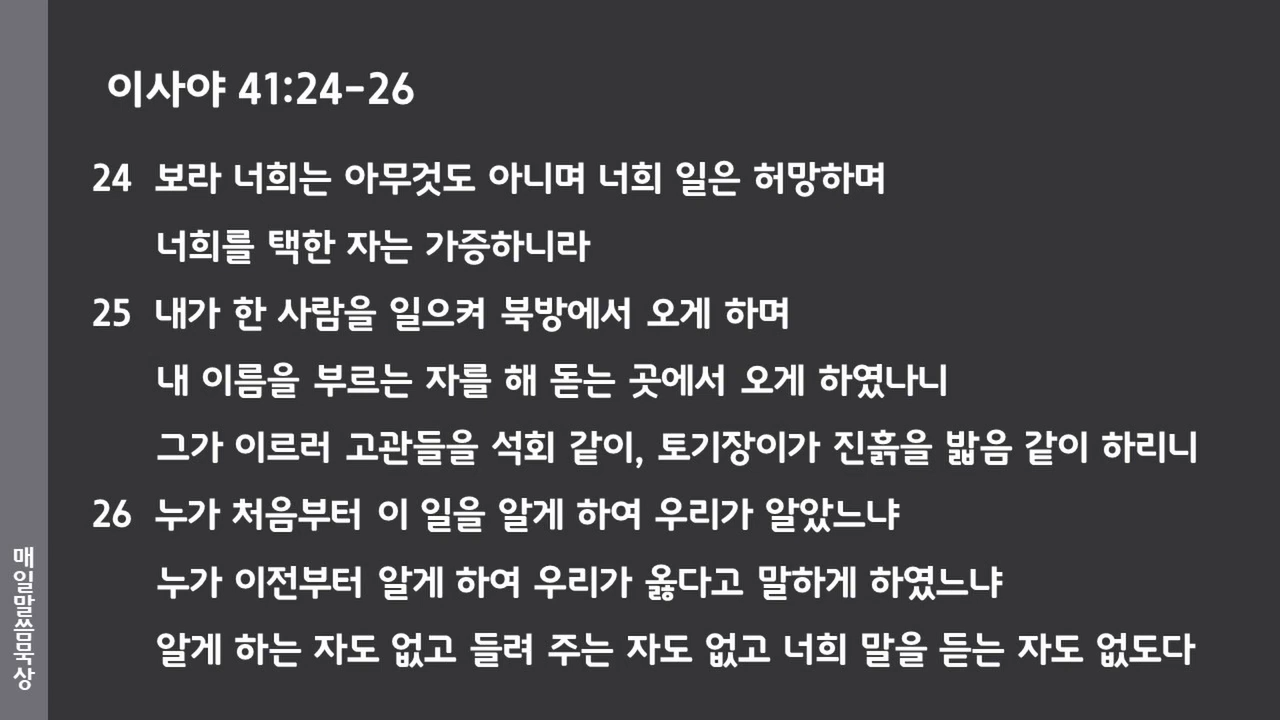 이사야 41:24-26
24 보라 너희는 아무것도 아니며 너희 일은 허망하며
너희를 택한 자는 가증하니라
25 내가 한 사람을 일으켜 북방에서 오게 하며
내 이름을 부르는 자를 해 돋는 곳에서 오게 하였나니
그가 이르러 고관들을 석회 같이, 토기장이가 진흙을 밟음 같이 하리니
26 누가 처음부터 이 일을 알게 하여 우리가 알았느냐
누가 이전부터 알게 하여 우리가 옳다고 말하게 하였느냐
알게 하는 자도 없고 들려 주는 자도 없고 너희 말을 듣는 자도 없도다
매일말씀묵상